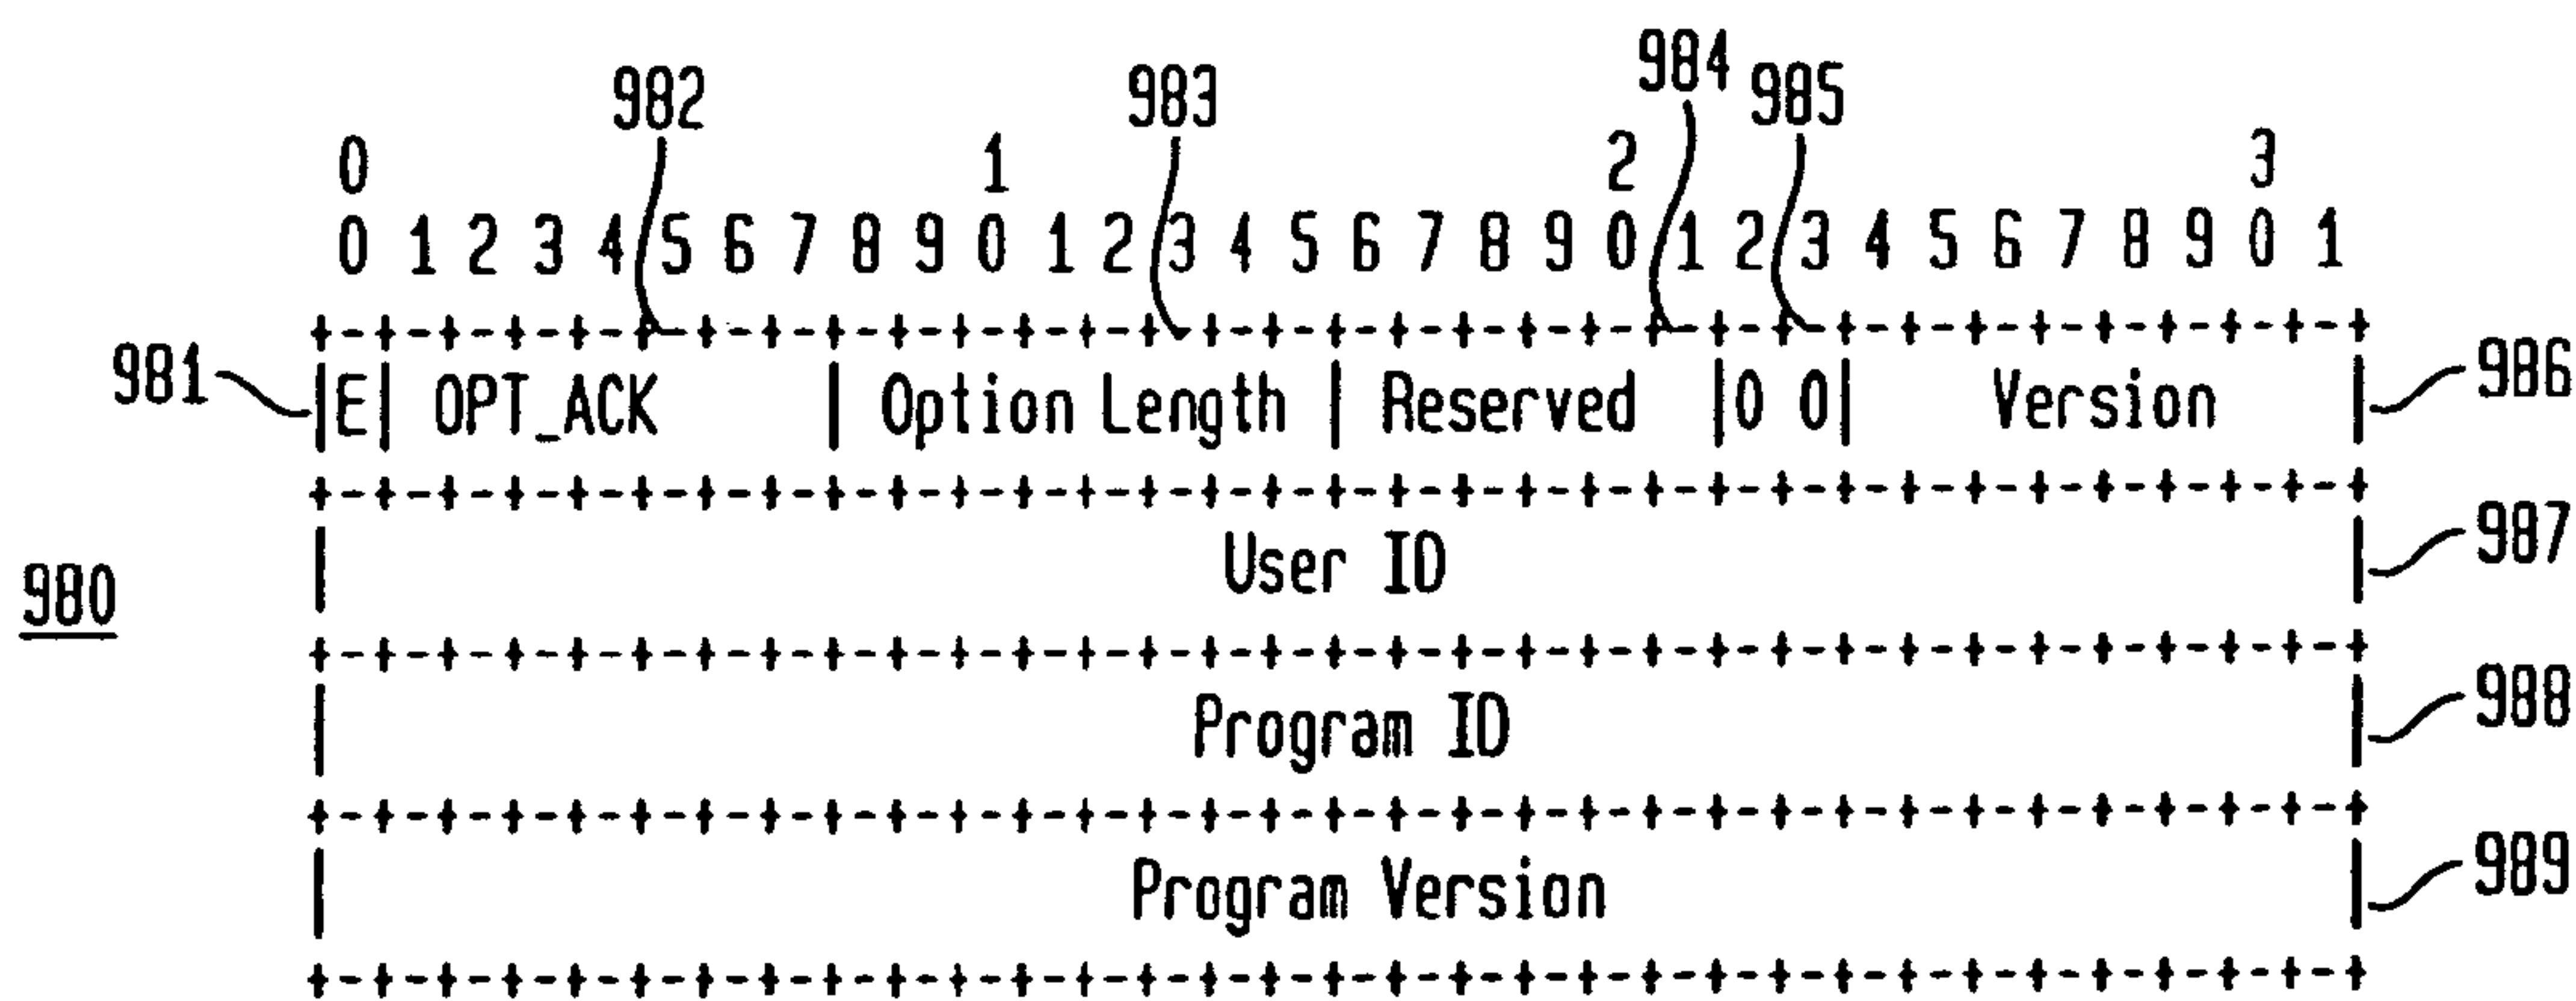 982 983 984 985
0 1 2 3
0 1 2 3 4 5 6 7 8 9 0 1 2 3 4 5 6 7 8 9 0 1 2 3 4 5 6 7 8 9 0 1
+-+-+-+-+-+-+-+-+-+-+-+-+-+-+-+-+-+-+-+-+-+-+-+-+-+-+-+-+-+-+-+-+
981 |E| OPT_ACK | Option Length | Reserved |0 0| Version | 986
+-+-+-+-+-+-+-+-+-+-+-+-+-+-+-+-+-+-+-+-+-+-+-+-+-+-+-+-+-+-+-+-+
| User ID | 987
980
+-+-+-+-+-+-+-+-+-+-+-+-+-+-+-+-+-+-+-+-+-+-+-+-+-+-+-+-+-+-+-+-+
| Program ID | 988
+-+-+-+-+-+-+-+-+-+-+-+-+-+-+-+-+-+-+-+-+-+-+-+-+-+-+-+-+-+-+-+-+
| Program Version | 989
+-+-+-+-+-+-+-+-+-+-+-+-+-+-+-+-+-+-+-+-+-+-+-+-+-+-+-+-+-+-+-+-+